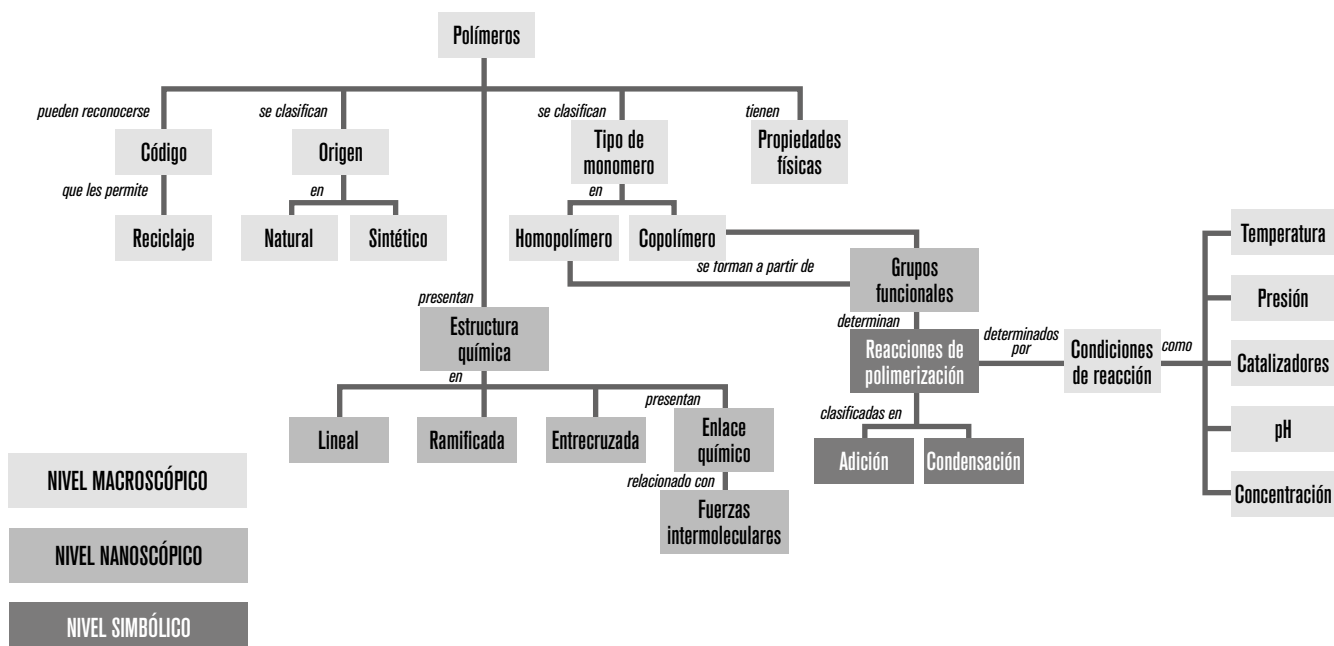 Polímeros
pueden reconocerse
se clasifican
se clasifican
tienen
Código
Origen
Tipo de
monomero
Propiedades
físicas
que les permite
en
en
Reciclaje
Natural
Sintético
Homopolímero
Copolímero
Temperatura
se forman a partir de
Grupos
funcionales
presentan
Presión
Estructura
química
determinan
Reacciones de
polimerización
determinados
por
Condiciones
de reacción
como
Catalizadores
en
presentan
clasificadas en
Lineal
Ramificada
Entrecruzada
Enlace
químico
Adición
Condensación
pH
NIVEL MACROSCÓPICO
relacionado con
Concentración
Fuerzas
intermoleculares
NIVEL NANOSCÓPICO
NIVEL SIMBÓLICO